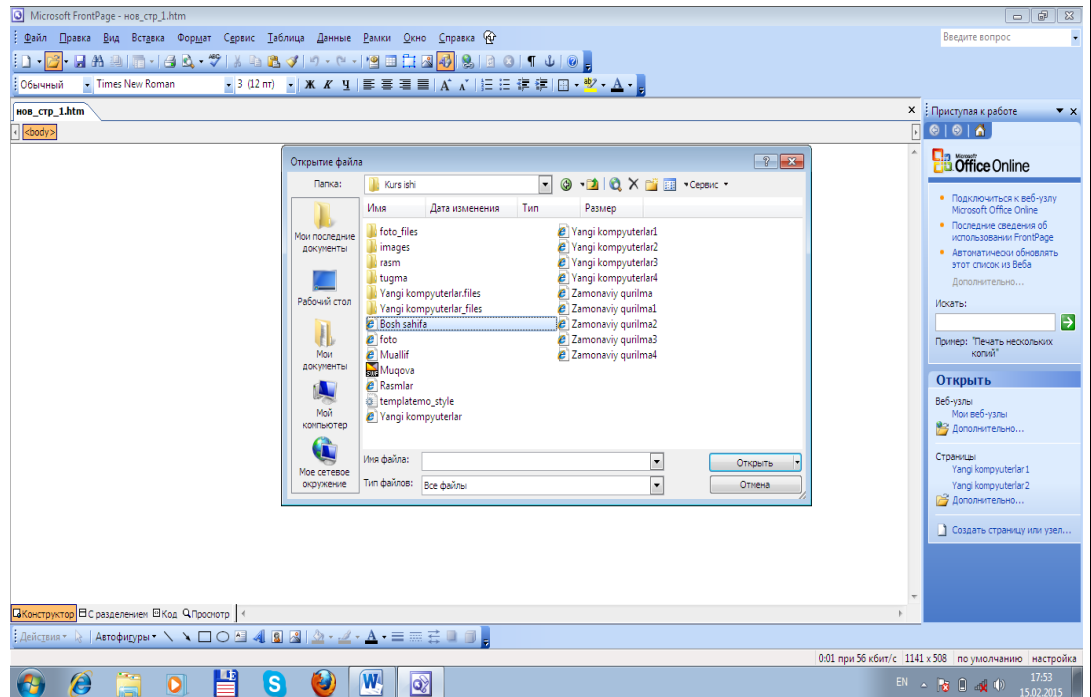 Microsoft FrontPage - нов_стр_1.htm
Файл Правка Вид Вставка Формат Сервис Таблица Данные Рамки Окно Справка
Введите вопрос
Обычный Times New Roman 3 (12 пт) Ж К Ч
нов_стр_1.htm
<body>
Приступая к работе
Microsoft
Office Online
Подключиться к веб-узлу
Microsoft Office Online
Последние сведения об
использовании FrontPage
Автоматически обновлять
этот список из Веба
Дополнительно...
Искать:
Пример: "Печать нескольких
копий"
Открыть
Веб-узлы
Мои веб-узлы
Дополнительно...
Страницы
Yangi kompyuterlar1
Yangi kompyuterlar2
Дополнительно...
Создать страницу или узел...
Открытие файла
Папка: Kurs ishi Сервис
Имя Дата изменения Тип Размер
Мои последние
документы
Рабочий стол
Мои
документы
Мой
компьютер
Мое сетевое
окружение
foto_files
images
rasm
tugma
Yangi kompyuterlar.files
Yangi kompyuterlar_files
Bosh sahifa
foto
Muallif
Muqova
Rasmlar
templatemo_style
Yangi kompyuterlar
Yangi kompyuterlar1
Yangi kompyuterlar2
Yangi kompyuterlar3
Yangi kompyuterlar4
Zamonaviy qurilma
Zamonaviy qurilma1
Zamonaviy qurilma2
Zamonaviy qurilma3
Zamonaviy qurilma4
Имя файла: Открыть
Тип файлов: Все файлы Отмена
Конструктор С разделением Код Просмотр
Действия Автофигуры
0:01 при 56 кбит/с 1141 x 508 по умолчанию настройка
EN 17:53
15.02.2015